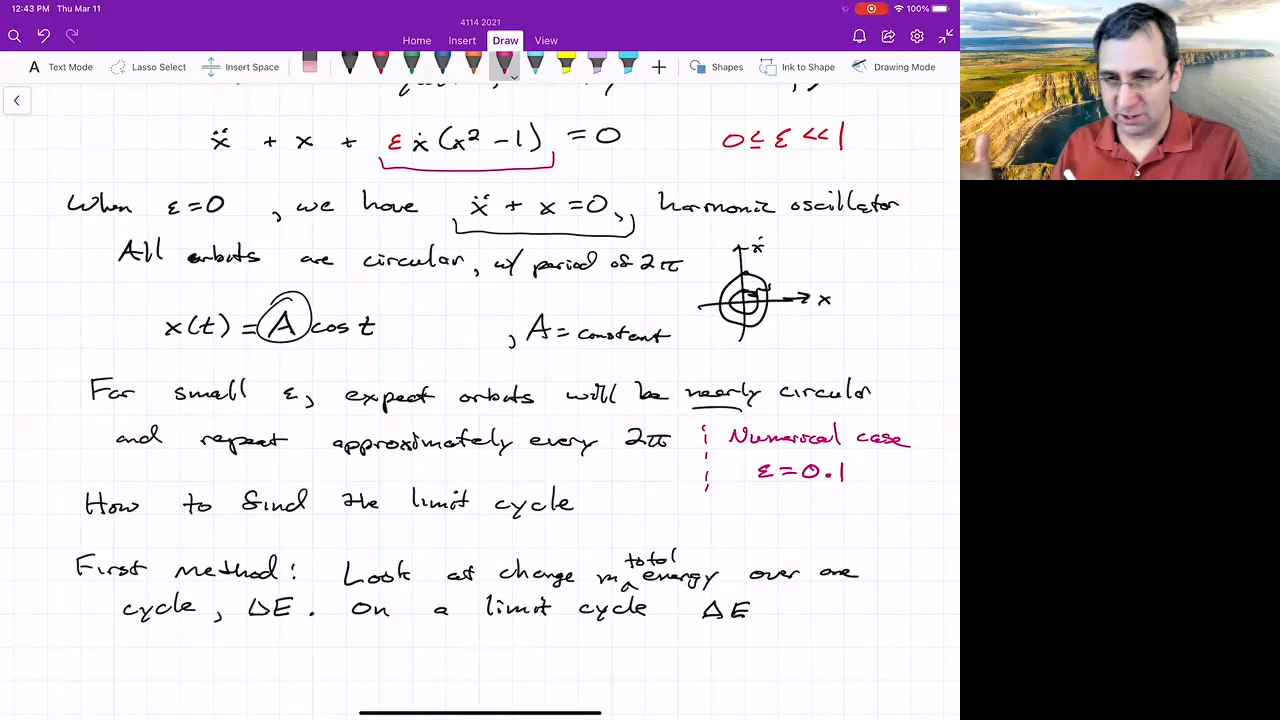 12:43 PM Thu Mar 11
100%
4114 2021
Home Insert Draw View
Text Mode Lasso Select Insert Space Shapes Ink to Shape Drawing Mode
ẍ + x + εẋ(x² - 1) = 0 0 ≤ ε << 1
When ε=0, we have ẍ + x = 0, harmonic oscillator
All orbits are circular, w/ period of 2π
ẋ
x
x(t) = A cos t , A = constant
For small ε, expect orbits will be nearly circular
and repeat approximately every 2π
Numerical case
ε = 0.1
How to find the limit cycle
First method: Look at change in total energy over one
cycle, ΔE. On a limit cycle ΔE